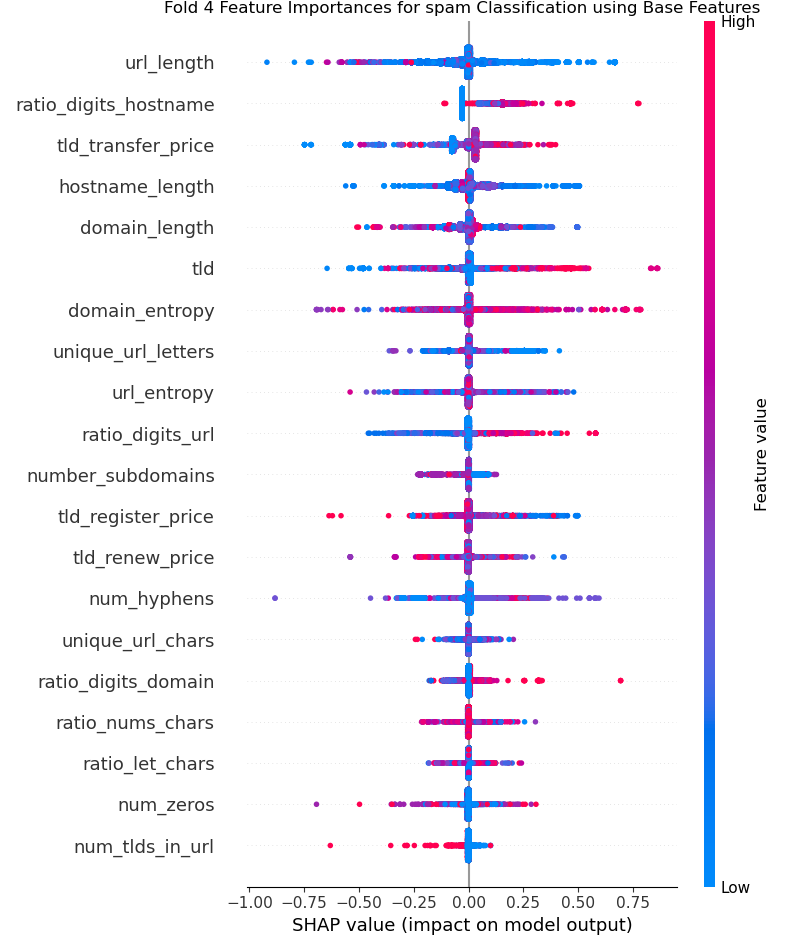 Fold 4 Feature Importances for spam Classification using Base Features
High
url_length
ratio_digits_hostname
tld_transfer_price
hostname_length
domain_length
tld
domain_entropy
unique_url_letters
url_entropy
ratio_digits_url
number_subdomains
tld_register_price
tld_renew_price
num_hyphens
unique_url_chars
ratio_digits_domain
ratio_nums_chars
ratio_let_chars
num_zeros
num_tlds_in_url
Feature value
Low
−1.00 −0.75 −0.50 −0.25 0.00 0.25 0.50 0.75
SHAP value (impact on model output)